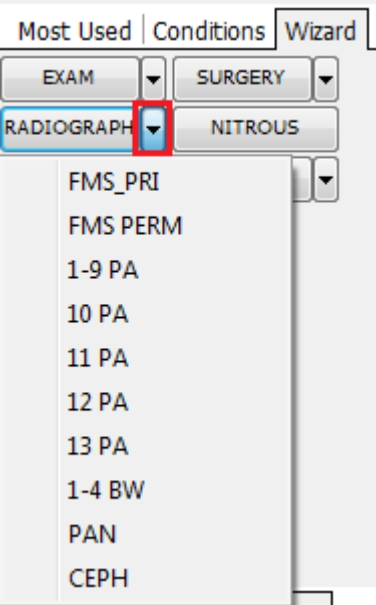 Most Used Conditions Wizard
EXAM SURGERY
RADIOGRAPH NITROUS
FMS_PRI
FMS PERM
1-9 PA
10 PA
11 PA
12 PA
13 PA
1-4 BW
PAN
CEPH